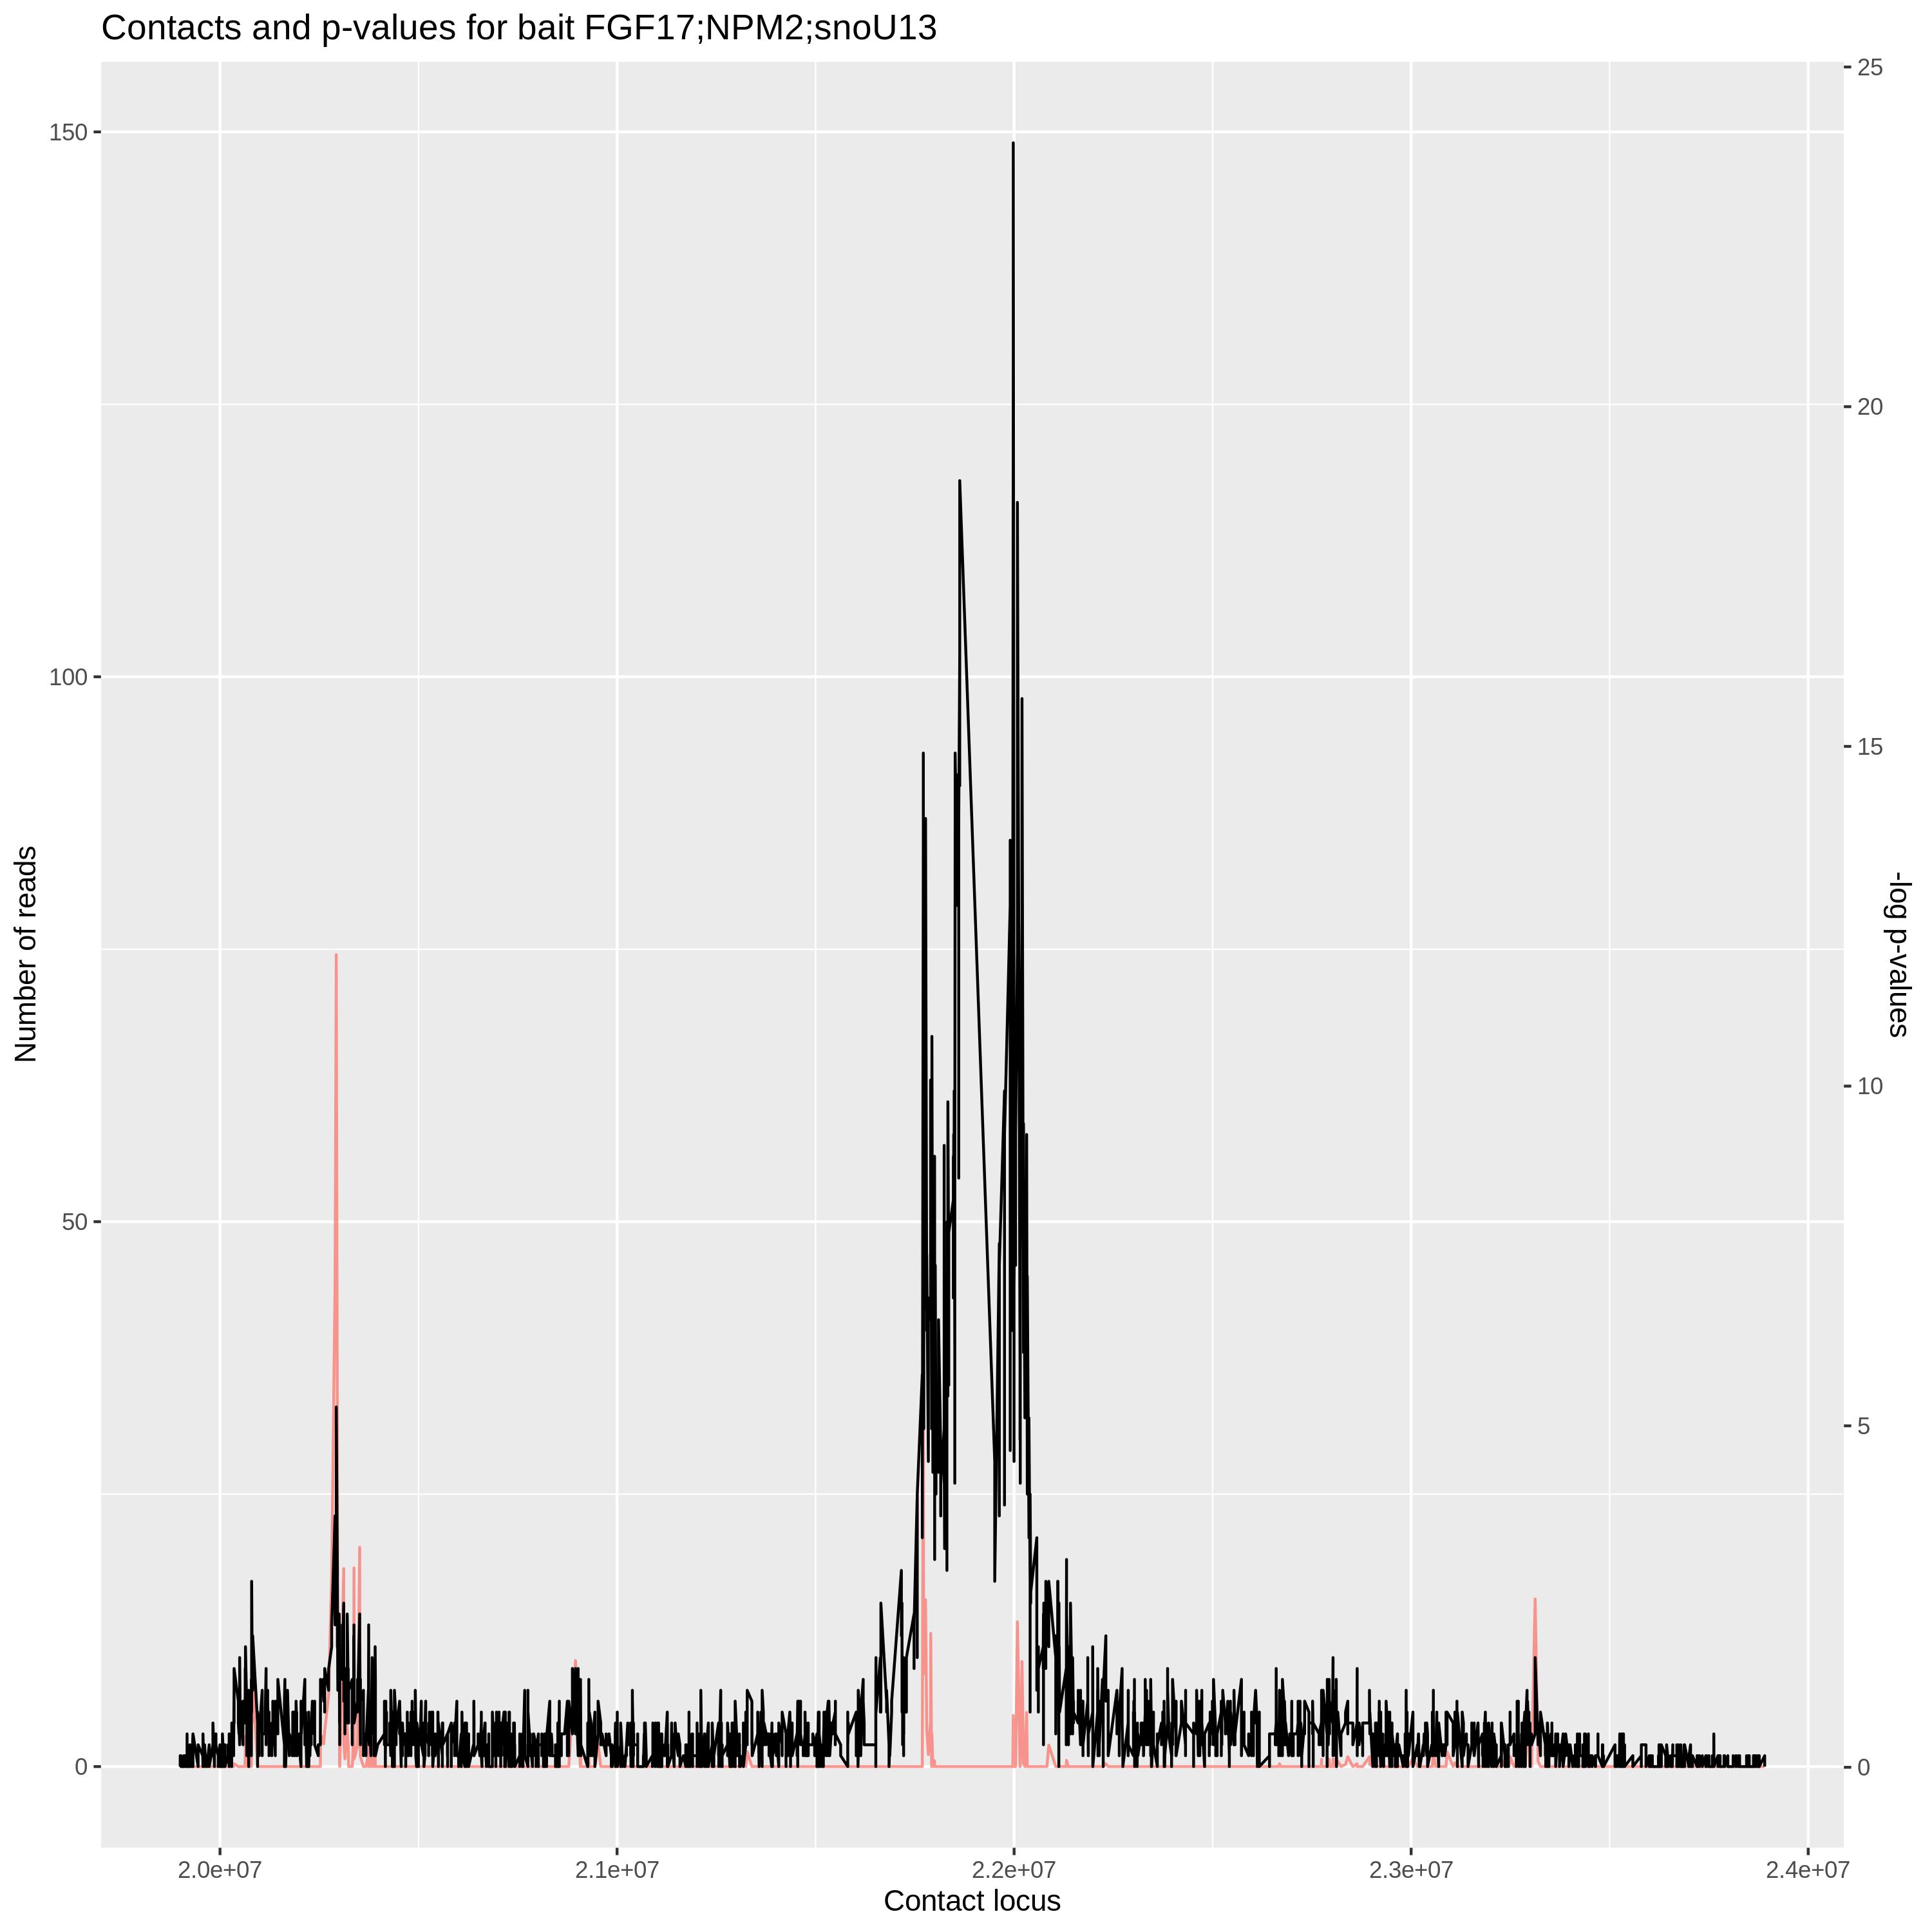 Contacts and p-values for bait FGF17;NPM2;snoU13
150
100
50
0
Number of reads
25
20
15
10
5
0
-log p-values
2.0e+07
2.1e+07
2.2e+07
2.3e+07
2.4e+07
Contact locus